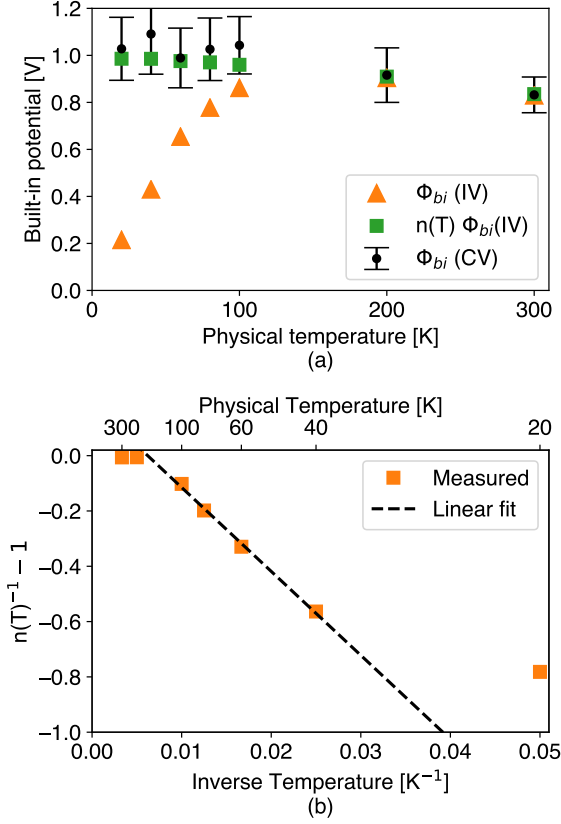 1.2
1.0
0.8
0.6
0.4
0.2
0.0
Built-in potential [V]
Φbi (IV)
n(T) Φbi(IV)
Φbi (CV)
0 100 200 300
Physical temperature [K]
(a)
Physical Temperature [K]
300 100 60 40 20
0.0
−0.2
−0.4
−0.6
−0.8
−1.0
n(T)⁻¹ − 1
Measured
Linear fit
0.00 0.01 0.02 0.03 0.04 0.05
Inverse Temperature [K⁻¹]
(b)